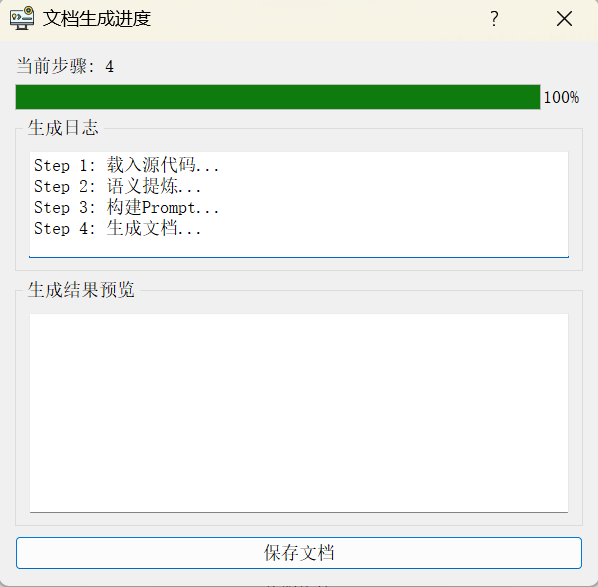 文档生成进度
当前步骤: 4
100%
生成日志
Step 1: 载入源代码...
Step 2: 语义提炼...
Step 3: 构建Prompt...
Step 4: 生成文档...
生成结果预览
保存文档